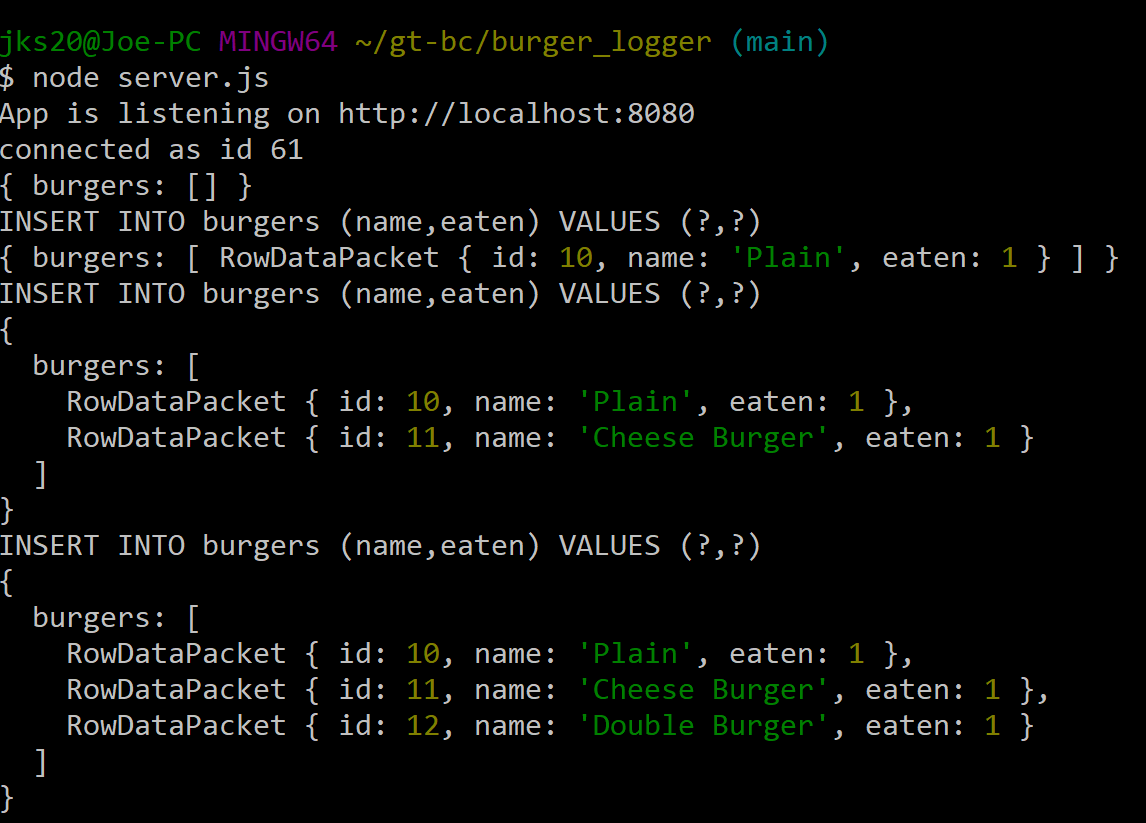 jks20@Joe-PC MINGW64 ~/gt-bc/burger_logger (main)
$ node server.js
App is listening on http://localhost:8080
connected as id 61
{ burgers: [] }
INSERT INTO burgers (name,eaten) VALUES (?,?)
{ burgers: [ RowDataPacket { id: 10, name: 'Plain', eaten: 1 } ] }
INSERT INTO burgers (name,eaten) VALUES (?,?)
{
  burgers: [
    RowDataPacket { id: 10, name: 'Plain', eaten: 1 },
    RowDataPacket { id: 11, name: 'Cheese Burger', eaten: 1 }
  ]
}
INSERT INTO burgers (name,eaten) VALUES (?,?)
{
  burgers: [
    RowDataPacket { id: 10, name: 'Plain', eaten: 1 },
    RowDataPacket { id: 11, name: 'Cheese Burger', eaten: 1 },
    RowDataPacket { id: 12, name: 'Double Burger', eaten: 1 }
  ]
}